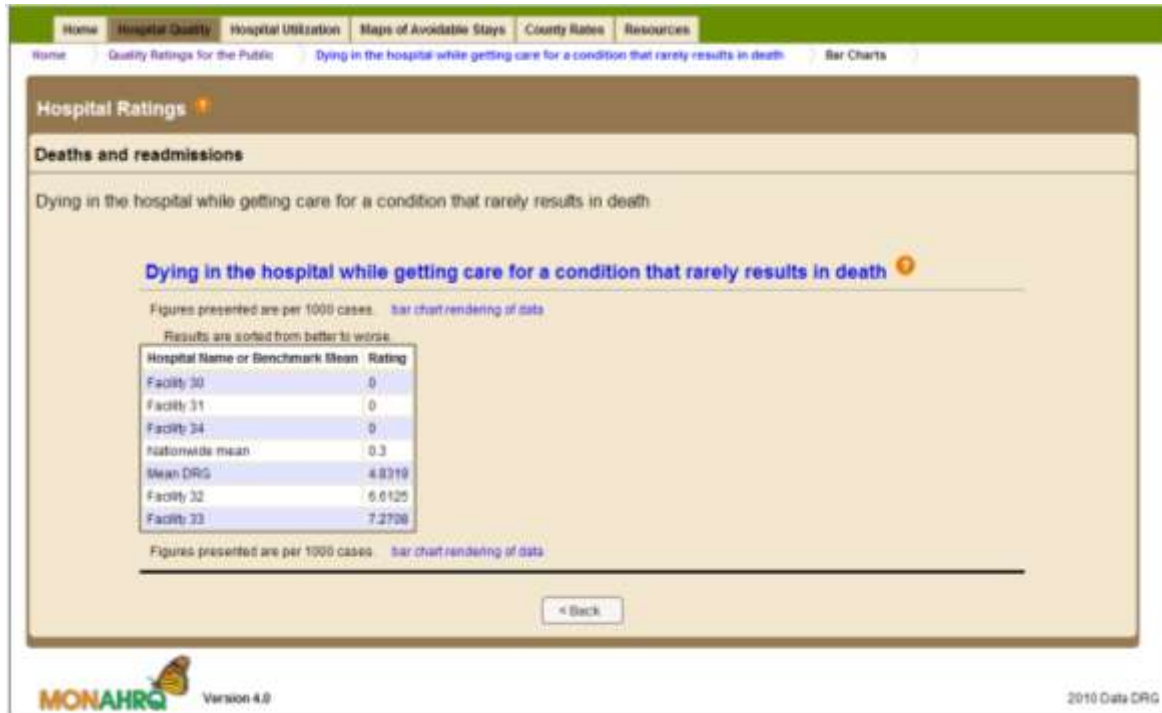 Home Hospital Quality Hospital Utilization Maps of Avoidable Stays County Rates Resources
Home Quality Ratings for the Public Dying in the hospital while getting care for a condition that rarely results in death Bar Charts
Hospital Ratings ?
Deaths and readmissions
Dying in the hospital while getting care for a condition that rarely results in death
Dying in the hospital while getting care for a condition that rarely results in death ?
Figures presented are per 1000 cases. bar chart rendering of data
Results are sorted from better to worse.
Hospital Name or Benchmark Mean Rating
Facility 30 0
Facility 31 0
Facility 34 0
Nationwide mean 0.3
Mean DRG 4.8319
Facility 32 6.6125
Facility 33 7.2706
Figures presented are per 1000 cases. bar chart rendering of data
< Back
MONAHRQ Version 4.0 2010 Data DRG